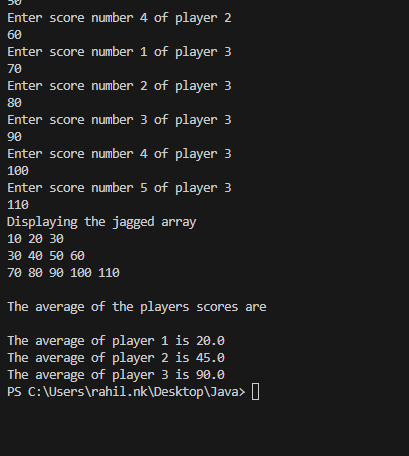 50
Enter score number 4 of player 2
60
Enter score number 1 of player 3
70
Enter score number 2 of player 3
80
Enter score number 3 of player 3
90
Enter score number 4 of player 3
100
Enter score number 5 of player 3
110
Displaying the jagged array
10 20 30
30 40 50 60
70 80 90 100 110
The average of the players scores are
The average of player 1 is 20.0
The average of player 2 is 45.0
The average of player 3 is 90.0
PS C:\Users\rahil.nk\Desktop\Java>